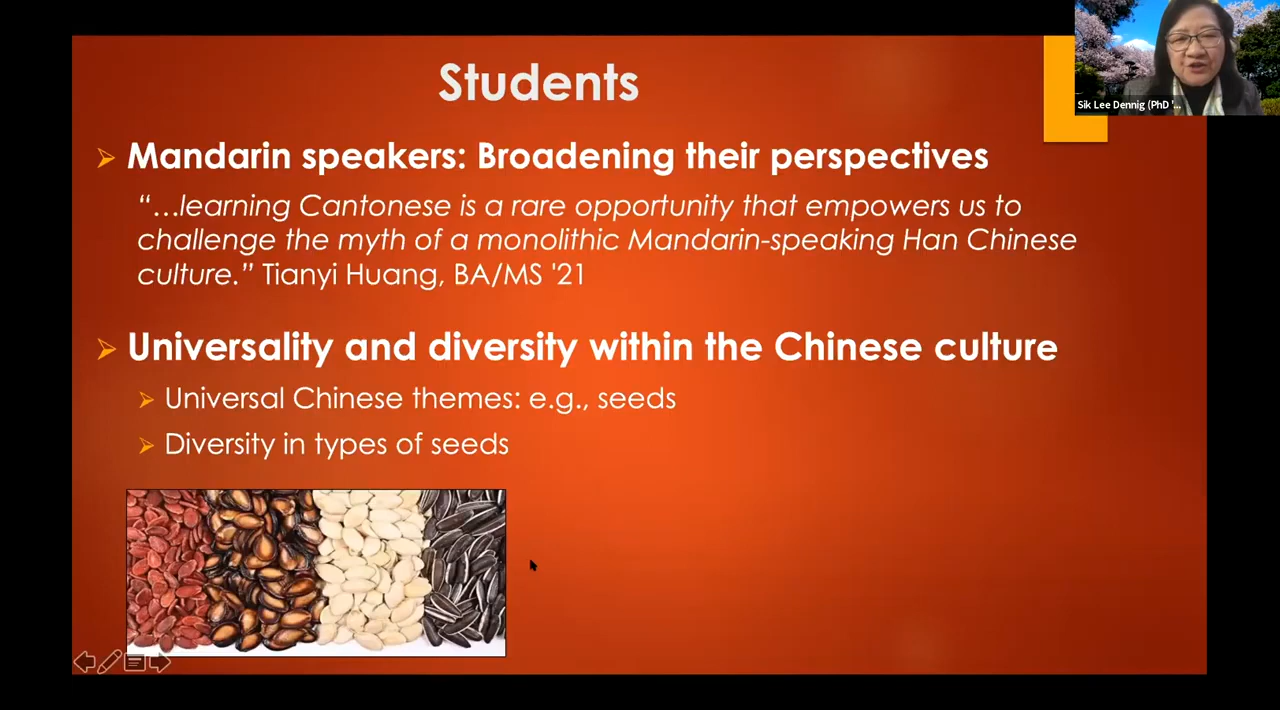 Students
Sik Lee Dennig (PhD '...
Mandarin speakers: Broadening their perspectives
“…learning Cantonese is a rare opportunity that empowers us to
challenge the myth of a monolithic Mandarin-speaking Han Chinese
culture.” Tianyi Huang, BA/MS '21
Universality and diversity within the Chinese culture
Universal Chinese themes: e.g., seeds
Diversity in types of seeds